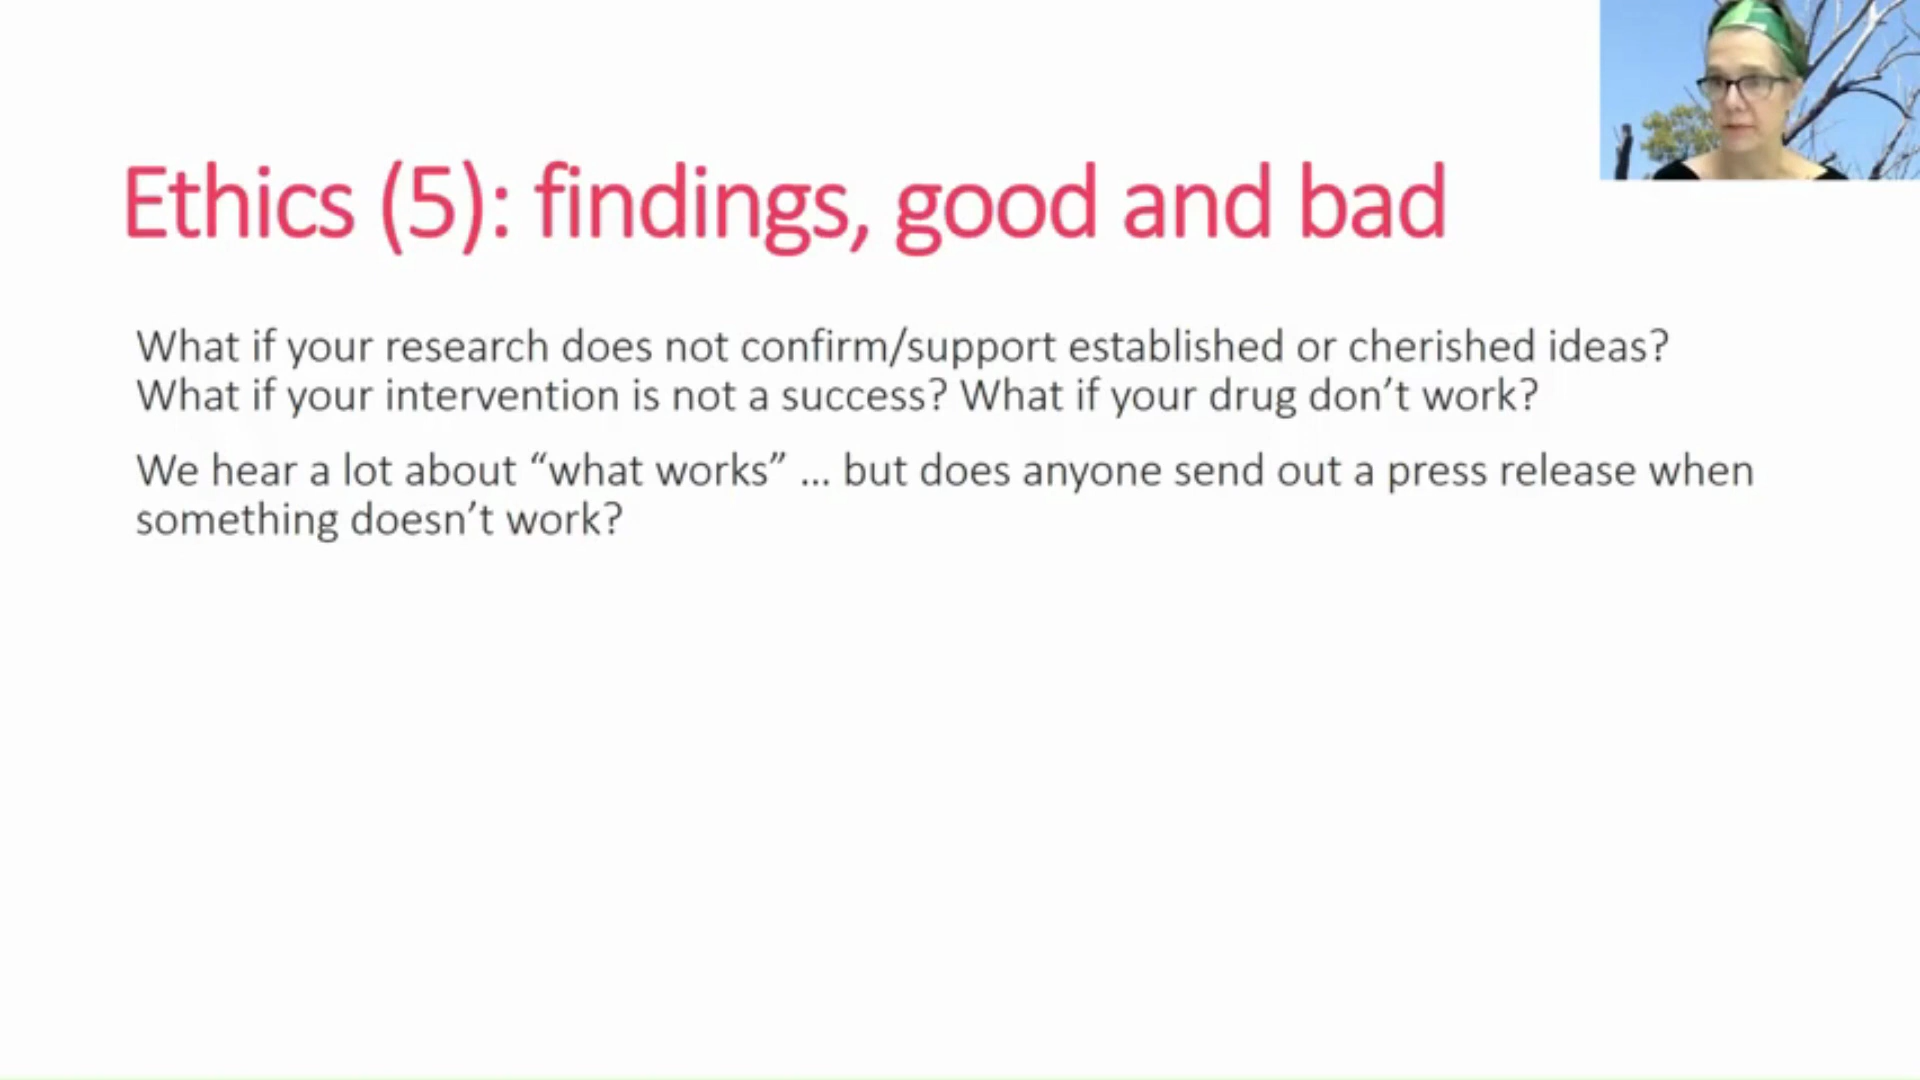 Ethics (5): findings, good and bad
What if your research does not confirm/support established or cherished ideas?
What if your intervention is not a success? What if your drug don’t work?
We hear a lot about “what works” … but does anyone send out a press release when
something doesn’t work?